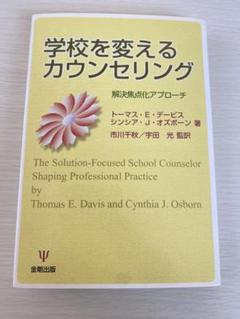 学校を変える
カウンセリング
解決焦点化アプローチ
トーマス・E・デービス
シンシア・J・オズボーン 著
市川千秋／宇田 光 監訳
The Solution-Focused School Counselor
Shaping Professional Practice
by
Thomas E. Davis and Cynthia J. Osborn
金剛出版